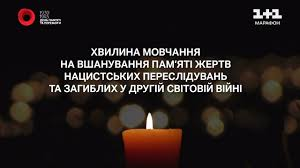 1+1
МАРАФОН
ХВИЛИНА МОВЧАННЯ
НА ВШАНУВАННЯ ПАМ'ЯТІ ЖЕРТВ
НАЦИСТСЬКИХ ПЕРЕСЛІДУВАНЬ
ТА ЗАГИБЛИХ У ДРУГІЙ СВІТОВІЙ ВІЙНІ